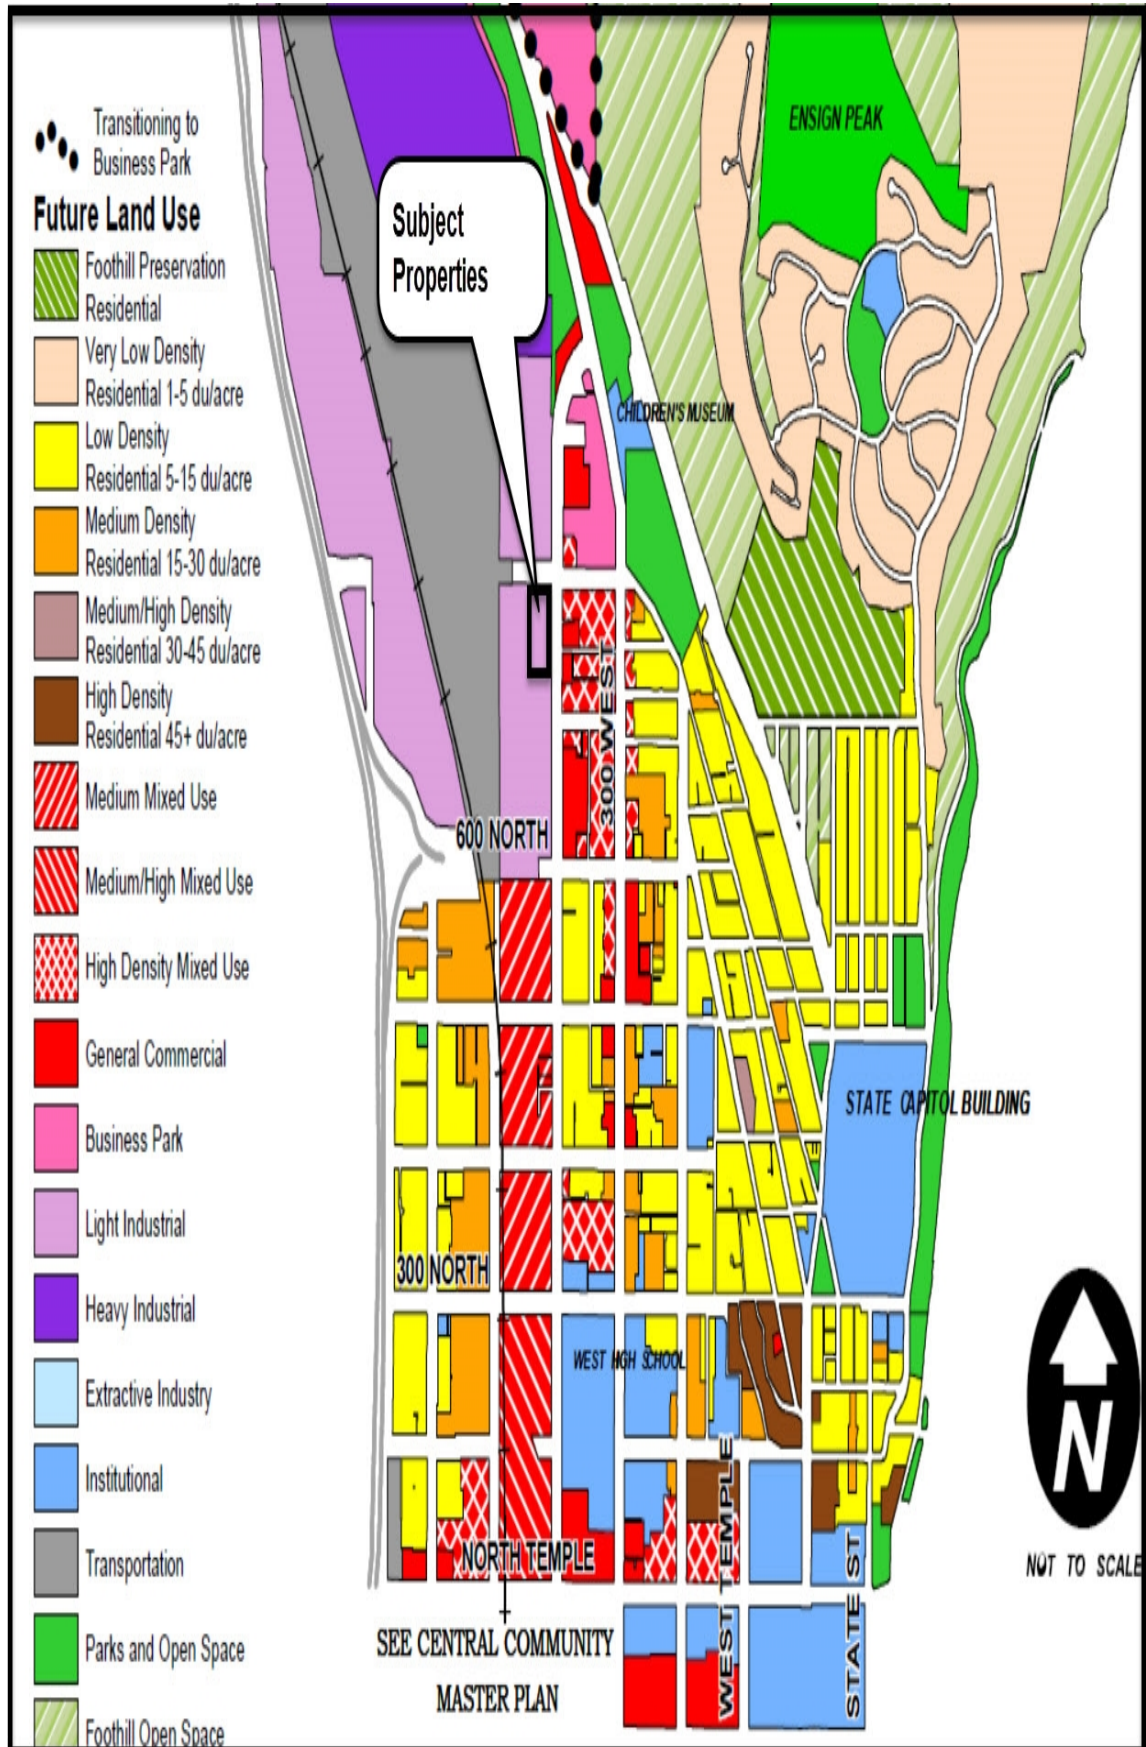 Transitioning to
Business Park
Future Land Use
Foothill Preservation
Residential
Very Low Density
Residential 1-5 du/acre
Low Density
Residential 5-15 du/acre
Medium Density
Residential 15-30 du/acre
Medium/High Density
Residential 30-45 du/acre
High Density
Residential 45+ du/acre
Medium Mixed Use
Medium/High Mixed Use
High Density Mixed Use
General Commercial
Business Park
Light Industrial
Heavy Industrial
Extractive Industry
Institutional
Transportation
Parks and Open Space
Foothill Open Space
Subject
Properties
ENSIGN PEAK
CHILDREN'S MUSEUM
300 WEST
600 NORTH
STATE CAPITOL BUILDING
300 NORTH
WEST HIGH SCHOOL
NORTH TEMPLE
WEST TEMPLE
STATE ST
SEE CENTRAL COMMUNITY
MASTER PLAN
N
NOT TO SCALE